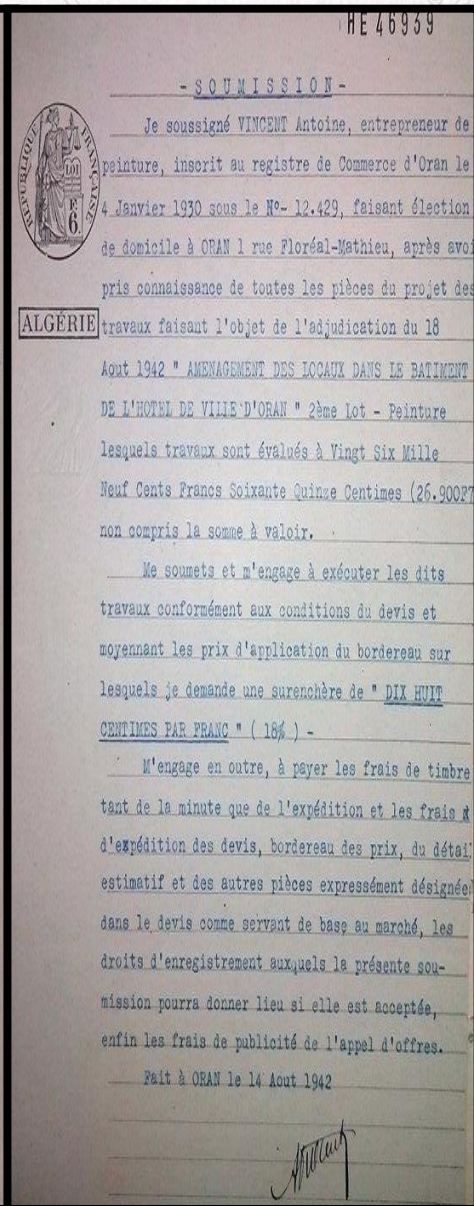 HE 46939
- SOUMISSION -
RÉPUBLIQUE FRANÇAISE
LOI
F.
6.
Je soussigné VINCENT Antoine, entrepreneur de
peinture, inscrit au registre de Commerce d'Oran le
4 Janvier 1930 sous le N°- 12.429, faisant élection
de domicile à ORAN 1 rue Floréal-Mathieu, après avoi
pris connaissance de toutes les pièces du projet des
ALGÉRIE
travaux faisant l'objet de l'adjudication du 18
Aout 1942 " AMENAGEMENT DES LOCAUX DANS LE BATIMENT
DE L'HOTEL DE VILLE D'ORAN " 2ème Lot - Peinture
lesquels travaux sont évalués à Vingt Six Mille
Neuf Cents Francs Soixante Quinze Centimes (26.900F7
non compris la somme à valoir.
Me soumets et m'engage à exécuter les dits
travaux conformément aux conditions du devis et
moyennant les prix d'application du bordereau sur
lesquels je demande une surenchère de " DIX HUIT
CENTIMES PAR FRANC " ( 18% ) -
M'engage en outre, à payer les frais de timbre
tant de la minute que de l'expédition et les frais
d'expédition des devis, bordereau des prix, du détai
estimatif et des autres pièces expressément désignée
dans le devis comme servant de base au marché, les
droits d'enregistrement auxquels la présente sou-
mission pourra donner lieu si elle est acceptée,
enfin les frais de publicité de l'appel d'offres.
Fait à ORAN le 14 Aout 1942